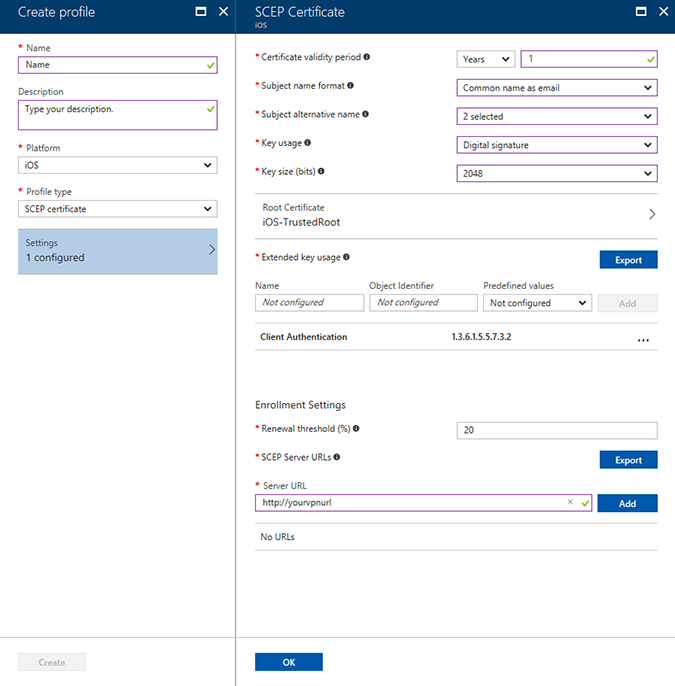 Create profile
* Name
Name
Description
Type your description.
* Platform
iOS
* Profile type
SCEP certificate
Settings
1 configured
Create
SCEP Certificate
iOS
* Certificate validity period
Years
1
* Subject name format
Common name as email
* Subject alternative name
2 selected
* Key usage
Digital signature
* Key size (bits)
2048
Root Certificate
iOS-TrustedRoot
* Extended key usage
Export
Name Object Identifier Predefined values
Not configured Not configured Not configured Add
Client Authentication 1.3.6.1.5.5.7.3.2 ...
Enrollment Settings
* Renewal threshold (%)
20
* SCEP Server URLs
Export
* Server URL
http://yourvpnurl
Add
No URLs
OK